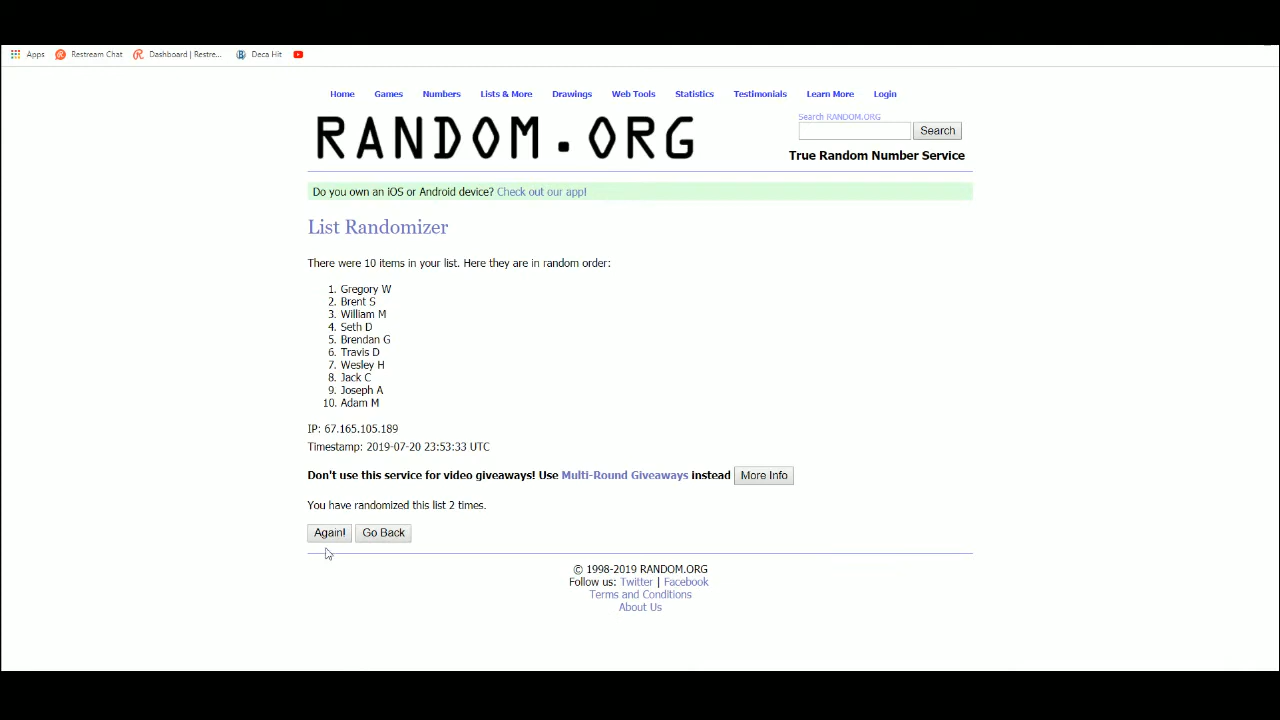 Apps Restream Chat Dashboard | Restre... Deca Hit
Home Games Numbers Lists & More Drawings Web Tools Statistics Testimonials Learn More Login
RANDOM.ORG
Search RANDOM.ORG
Search
True Random Number Service
Do you own an iOS or Android device? Check out our app!
List Randomizer
There were 10 items in your list. Here they are in random order:
1. Gregory W
2. Brent S
3. William M
4. Seth D
5. Brendan G
6. Travis D
7. Wesley H
8. Jack C
9. Joseph A
10. Adam M
IP: 67.165.105.189
Timestamp: 2019-07-20 23:53:33 UTC
Don't use this service for video giveaways! Use Multi-Round Giveaways instead More Info
You have randomized this list 2 times.
Again! Go Back
© 1998-2019 RANDOM.ORG
Follow us: Twitter | Facebook
Terms and Conditions
About Us